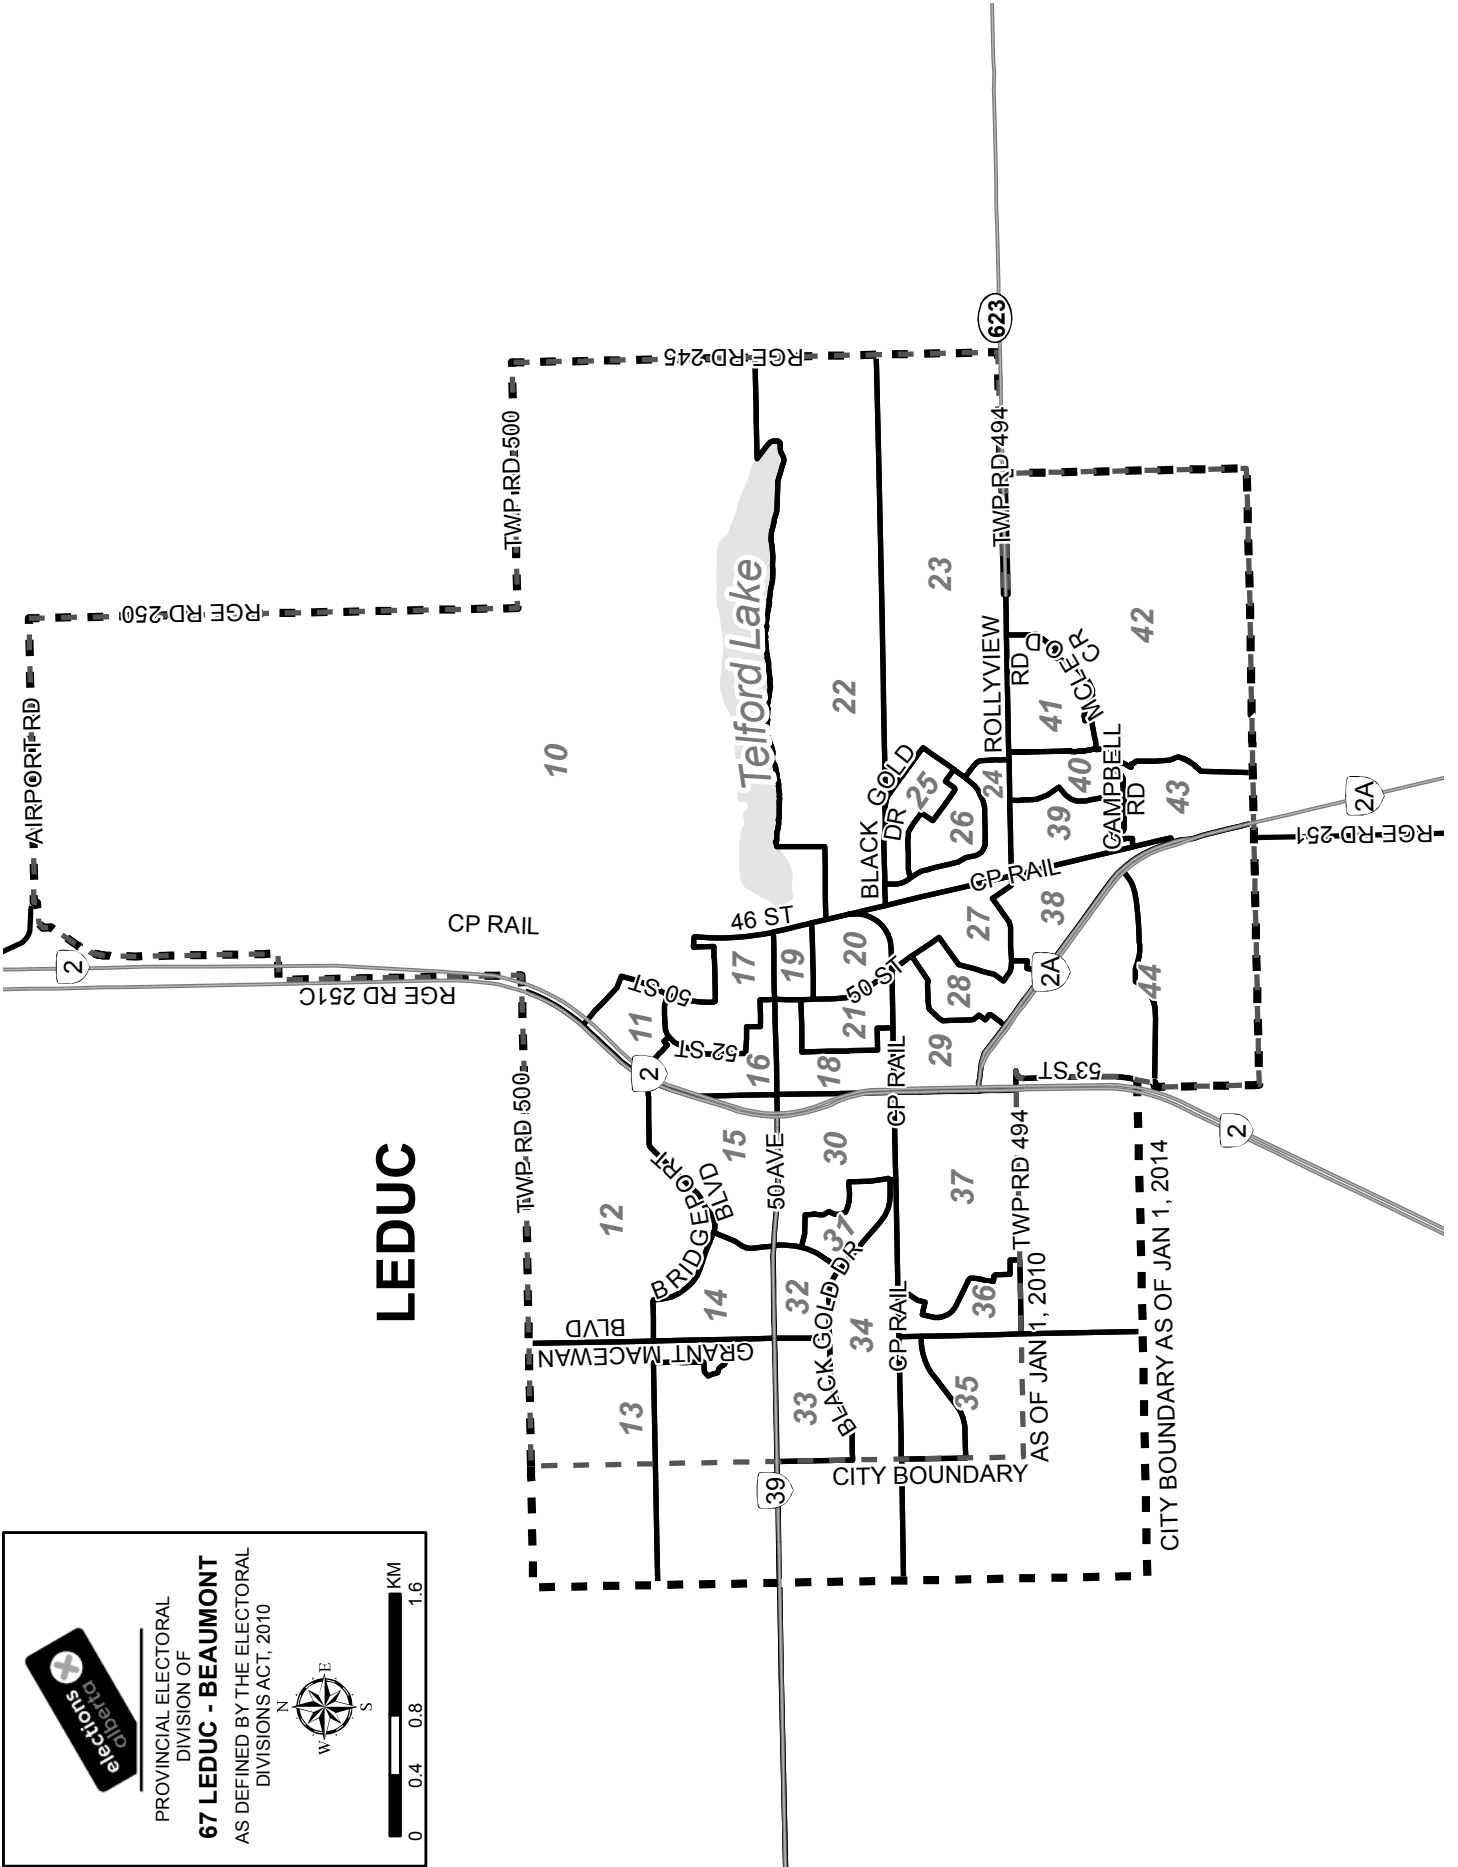 elections
alberta
PROVINCIAL ELECTORAL
DIVISION OF
67 LEDUC - BEAUMONT
AS DEFINED BY THE ELECTORAL
DIVISIONS ACT, 2010
N
W E
S
0 0.4 0.8 1.6
KM
LEDUC
AIRPORT RD
RGE RD 250
TWP RD 500
RGE RD 245
2
CP RAIL
RGE RD 251C
TWP RD 500
10
Telford Lake
46 ST
50 ST
11
52 ST
2
12
BRIDGEPORT
BLVD
13
GRANT MACEWAN
BLVD
14
15
16
17
18
19
20
21
50 ST
50 AVE
39
22
BLACK GOLD
DR
23
24
25
26
ROLLYVIEW
RD
TWP RD 494
623
CP RAIL
27
28
29
CP RAIL
30
31
32
33
34
BLACK GOLD DR
CP RAIL
35
36
37
TWP RD 494
38
2A
39
40
41
MCLEOD
CR
42
CAMPBELL
RD
43
44
53 ST
2
2A
RGE RD 251
CITY BOUNDARY
AS OF JAN 1, 2010
CITY BOUNDARY AS OF JAN 1, 2014